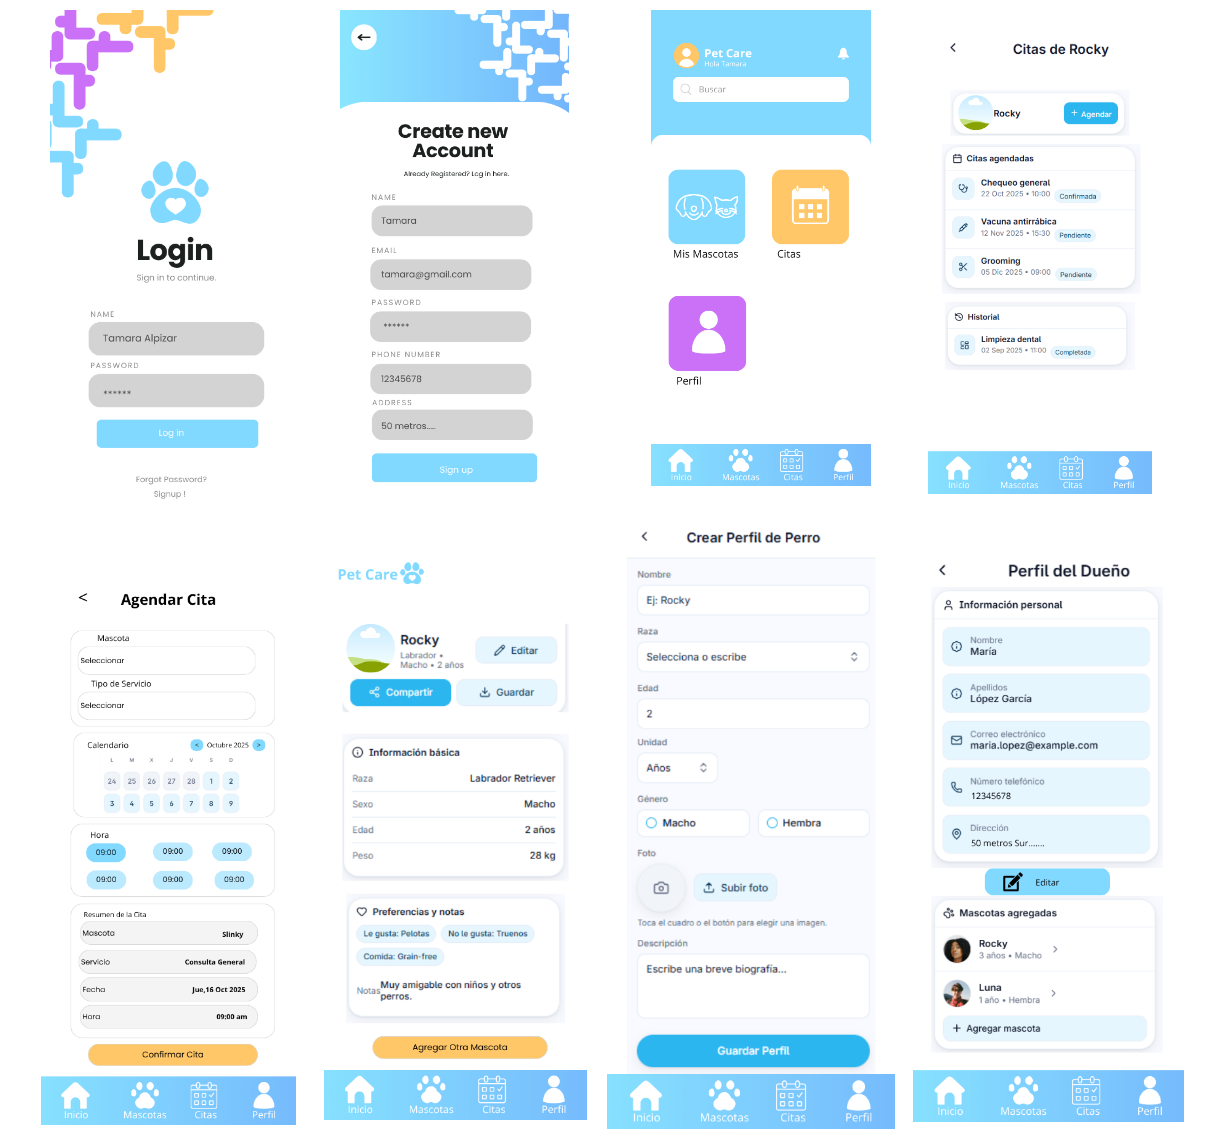 Login
Sign in to continue.
NAME
Tamara Alpizar
PASSWORD
******
Log in
Forgot Password?
Signup !
Create new
Account
Already Registered? Log in here.
NAME
Tamara
EMAIL
tamara@gmail.com
PASSWORD
******
PHONE NUMBER
12345678
ADDRESS
50 metros.....
Sign up
Pet Care
Hola Tamara
Buscar
Mis Mascotas
Citas
Perfil
Inicio
Mascotas
Citas
Perfil
Citas de Rocky
Rocky
+ Agendar
Citas agendadas
Chequeo general
22 Oct 2025 • 10:00
Confirmada
Vacuna antirrábica
12 Nov 2025 • 15:30
Pendiente
Grooming
05 Dic 2025 • 09:00
Pendiente
Historial
Limpieza dental
02 Sep 2025 • 11:00
Completada
Inicio
Mascotas
Citas
Perfil
< Agendar Cita
Mascota
Seleccionar
Tipo de Servicio
Seleccionar
Calendario
< Octubre 2025 >
L M X J V S D
24 25 26 27 28 1 2
3 4 5 6 7 8 9
Hora
09:00 09:00 09:00
09:00 09:00 09:00
Resumen de la Cita
Mascota Slinky
Servicio Consulta General
Fecha Jue,16 Oct 2025
Hora 09:00 am
Confirmar Cita
Inicio
Mascotas
Citas
Perfil
Pet Care
Rocky
Labrador •
Macho • 2 años
Editar
Compartir
Guardar
Información básica
Raza Labrador Retriever
Sexo Macho
Edad 2 años
Peso 28 kg
Preferencias y notas
Le gusta: Pelotas
No le gusta: Truenos
Comida: Grain-free
Notas Muy amigable con niños y otros
perros.
Agregar Otra Mascota
Inicio
Mascotas
Citas
Perfil
Crear Perfil de Perro
Nombre
Ej: Rocky
Raza
Selecciona o escribe
Edad
2
Unidad
Años
Género
Macho
Hembra
Foto
Subir foto
Toca el cuadro o el botón para elegir una imagen.
Descripción
Escribe una breve biografía...
Guardar Perfil
Inicio
Mascotas
Citas
Perfil
Perfil del Dueño
Información personal
Nombre
María
Apellidos
López García
Correo electrónico
maria.lopez@example.com
Número telefónico
12345678
Dirección
50 metros Sur.......
Editar
Mascotas agregadas
Rocky
3 años • Macho
Luna
1 año • Hembra
+ Agregar mascota
Inicio
Mascotas
Citas
Perfil